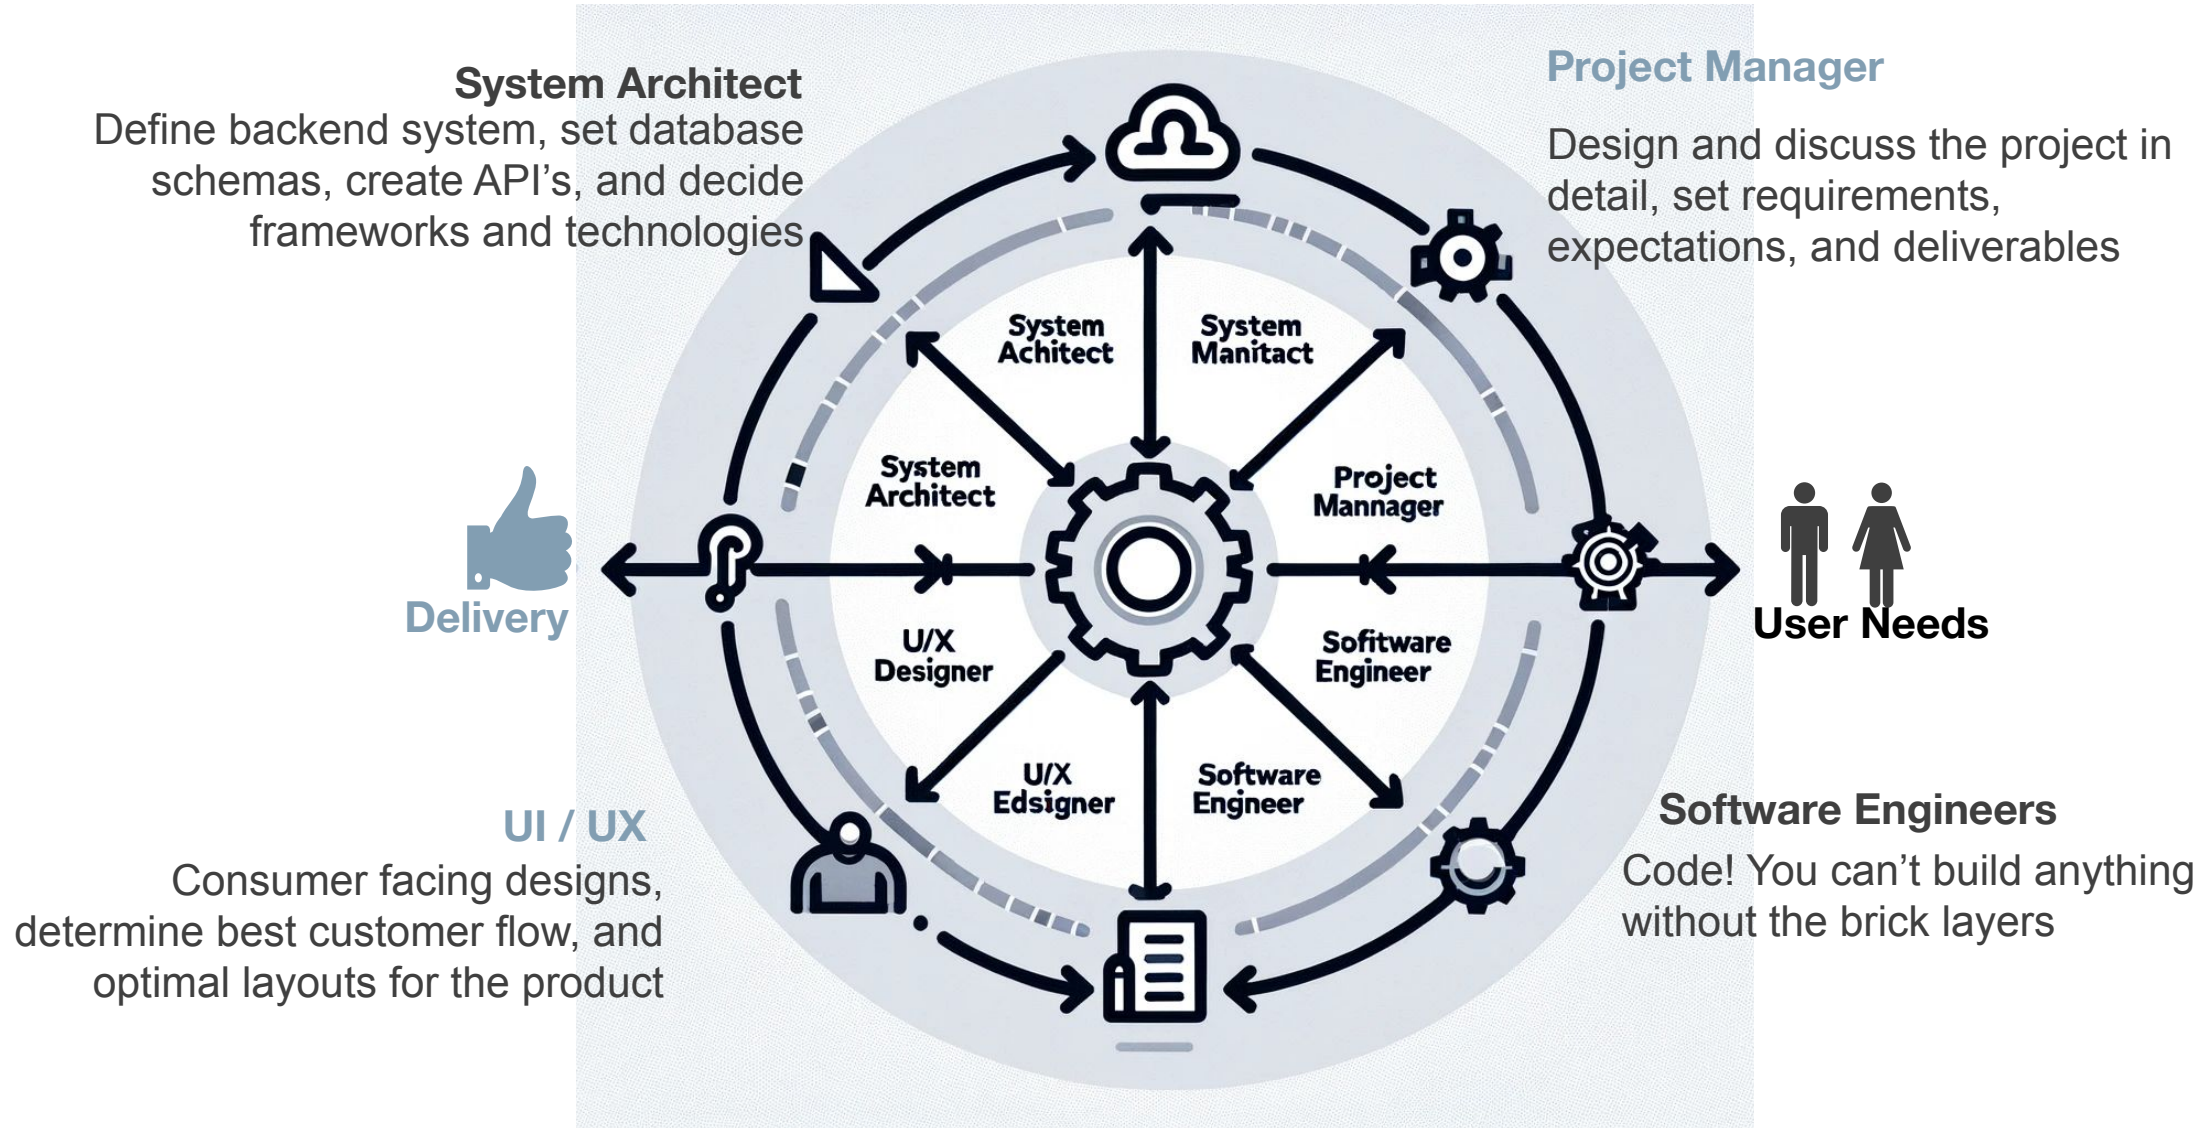 System Architect
Define backend system, set database
schemas, create API's, and decide
frameworks and technologies
Project Manager
Design and discuss the project in
detail, set requirements,
expectations, and deliverables
System
Achitect
System
Manitact
System
Architect
Project
Mannager
Delivery
User Needs
U/X
Designer
Sofitware
Engineer
U/X
Edsigner
Software
Engineer
UI / UX
Consumer facing designs,
determine best customer flow, and
optimal layouts for the product
Software Engineers
Code! You can't build anything
without the brick layers